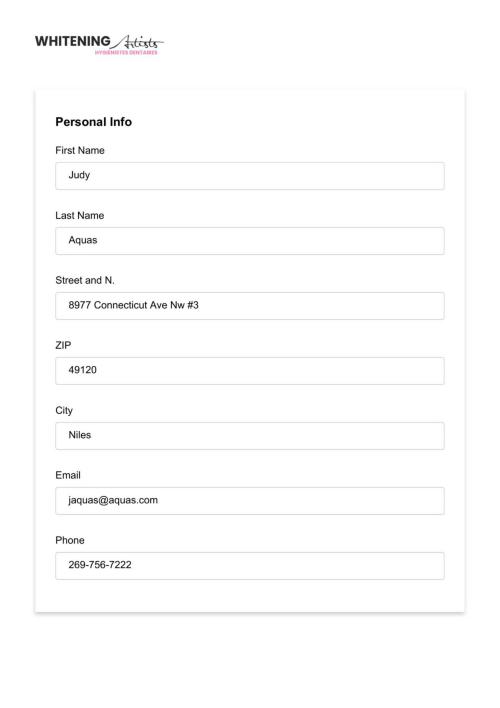 WHITENING Artists
HYGIÉNISTES DENTAIRES
Personal Info
First Name
Judy
Last Name
Aquas
Street and N.
8977 Connecticut Ave Nw #3
ZIP
49120
City
Niles
Email
jaquas@aquas.com
Phone
269-756-7222